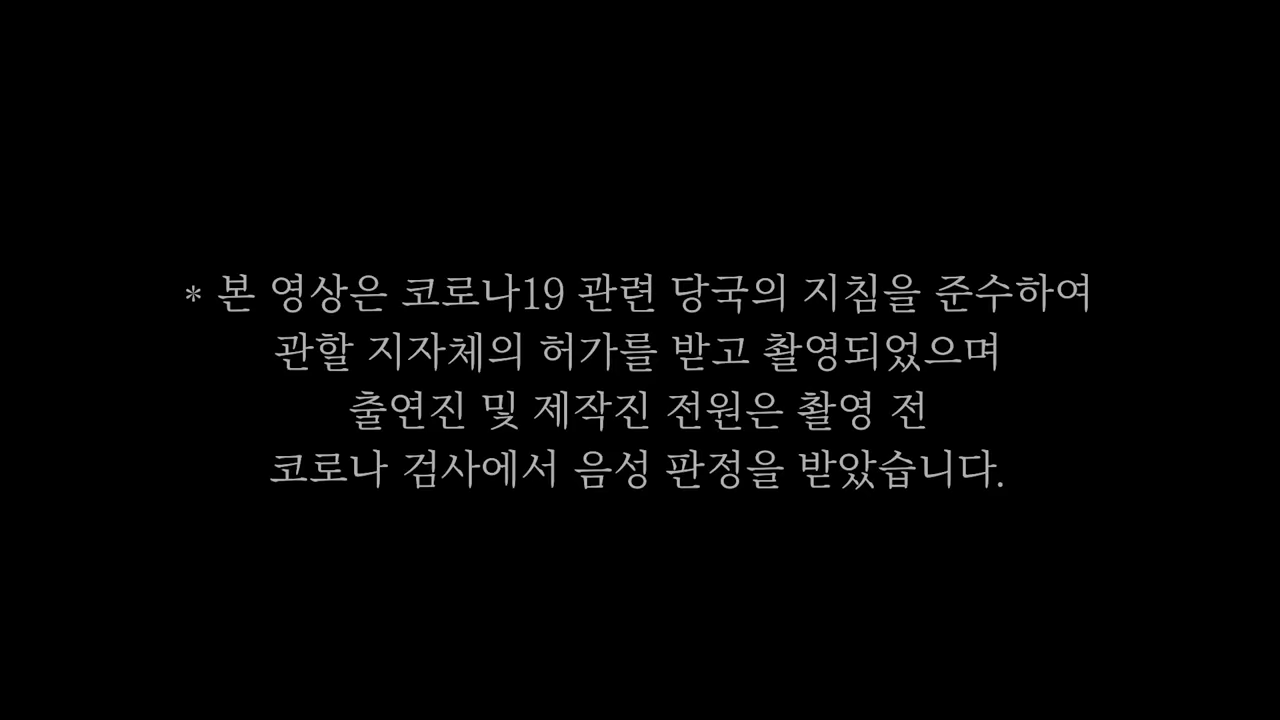 * 본 영상은 코로나19 관련 당국의 지침을 준수하여
관할 지자체의 허가를 받고 촬영되었으며
출연진 및 제작진 전원은 촬영 전
코로나 검사에서 음성 판정을 받았습니다.